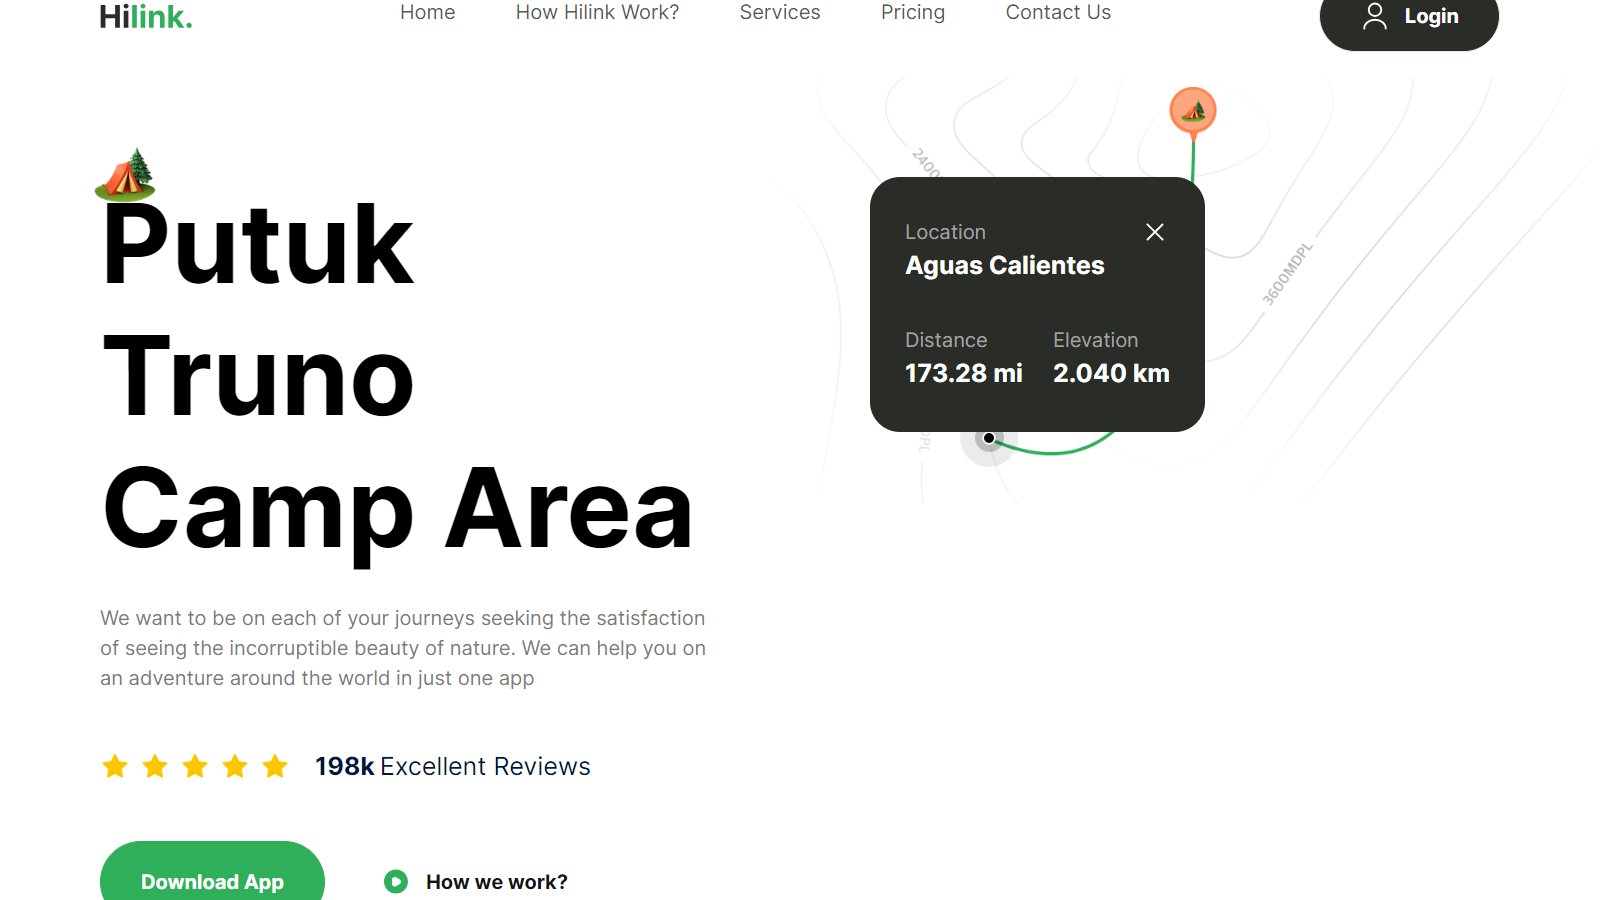 Hilink.
Home
How Hilink Work?
Services
Pricing
Contact Us
Login
Putuk
Truno
Camp Area
We want to be on each of your journeys seeking the satisfaction
of seeing the incorruptible beauty of nature. We can help you on
an adventure around the world in just one app
198k Excellent Reviews
Download App
How we work?
2400
Location
Aguas Calientes
Distance
173.28 mi
Elevation
2.040 km
3600MDPL
DPL